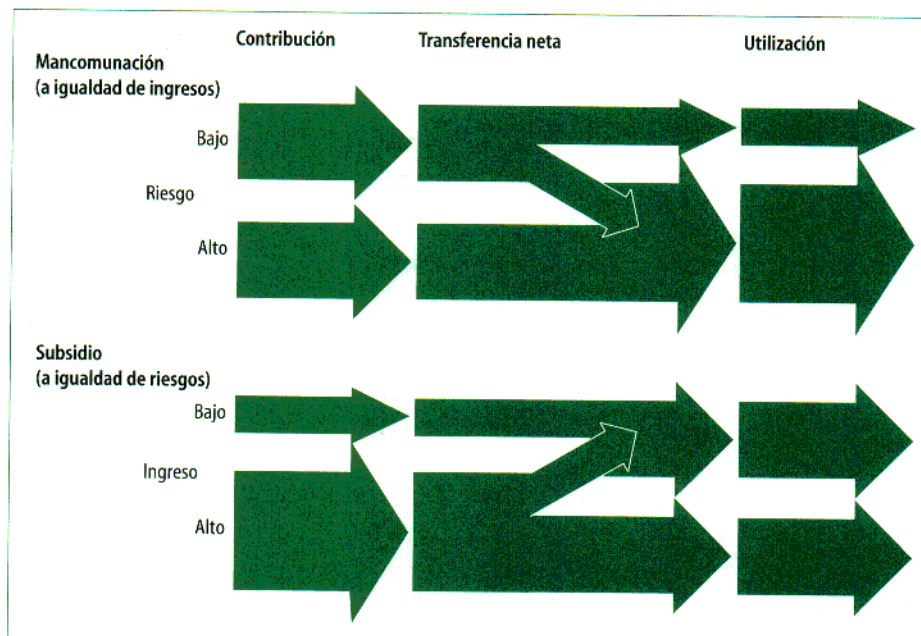 Contribución Transferencia neta Utilización
Mancomunación
(a igualdad de ingresos)
Bajo
Riesgo
Alto
Subsidio
(a igualdad de riesgos)
Bajo
Ingreso
Alto